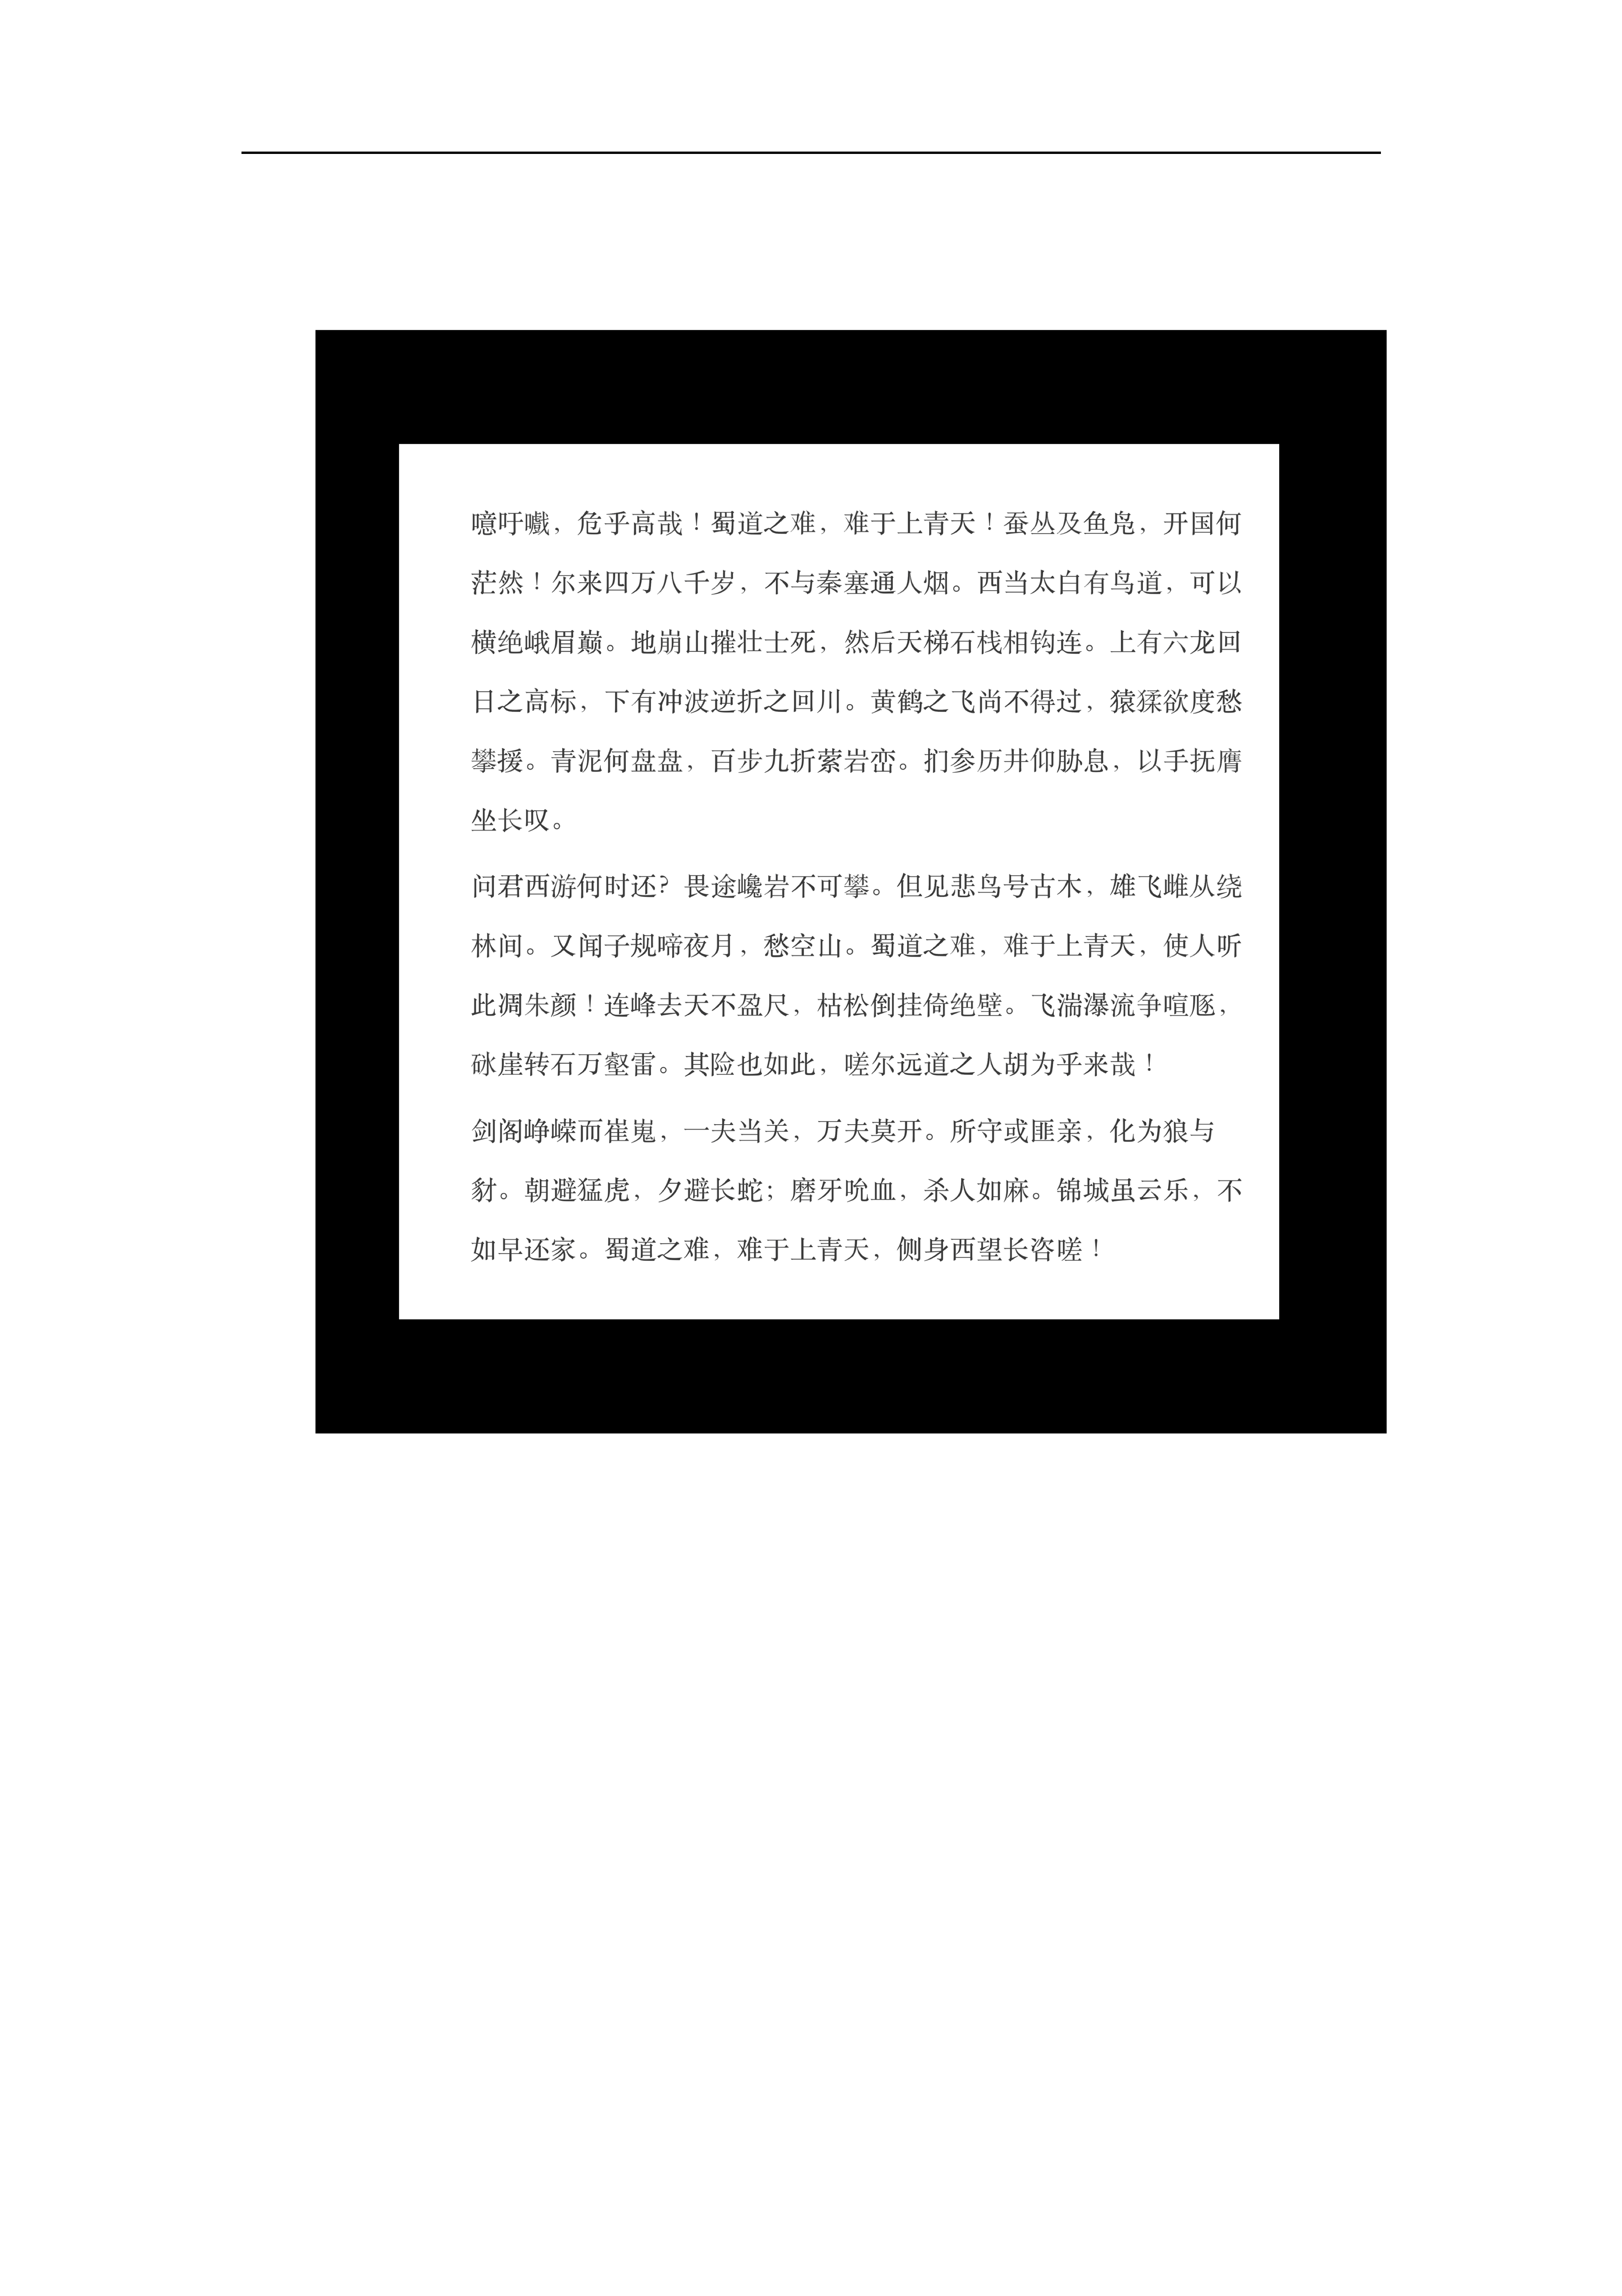 噫吁嚱，危乎高哉！蜀道之难，难于上青天！蚕丛及鱼凫，开国何
茫然！尔来四万八千岁，不与秦塞通人烟。西当太白有鸟道，可以
横绝峨眉巅。地崩山摧壮士死，然后天梯石栈相钩连。上有六龙回
日之高标，下有冲波逆折之回川。黄鹤之飞尚不得过，猿猱欲度愁
攀援。青泥何盘盘，百步九折萦岩峦。扪参历井仰胁息，以手抚膺
坐长叹。
问君西游何时还？畏途巉岩不可攀。但见悲鸟号古木，雄飞雌从绕
林间。又闻子规啼夜月，愁空山。蜀道之难，难于上青天，使人听
此凋朱颜！连峰去天不盈尺，枯松倒挂倚绝壁。飞湍瀑流争喧豗，
砯崖转石万壑雷。其险也如此，嗟尔远道之人胡为乎来哉！
剑阁峥嵘而崔嵬，一夫当关，万夫莫开。所守或匪亲，化为狼与
豺。朝避猛虎，夕避长蛇；磨牙吮血，杀人如麻。锦城虽云乐，不
如早还家。蜀道之难，难于上青天，侧身西望长咨嗟！